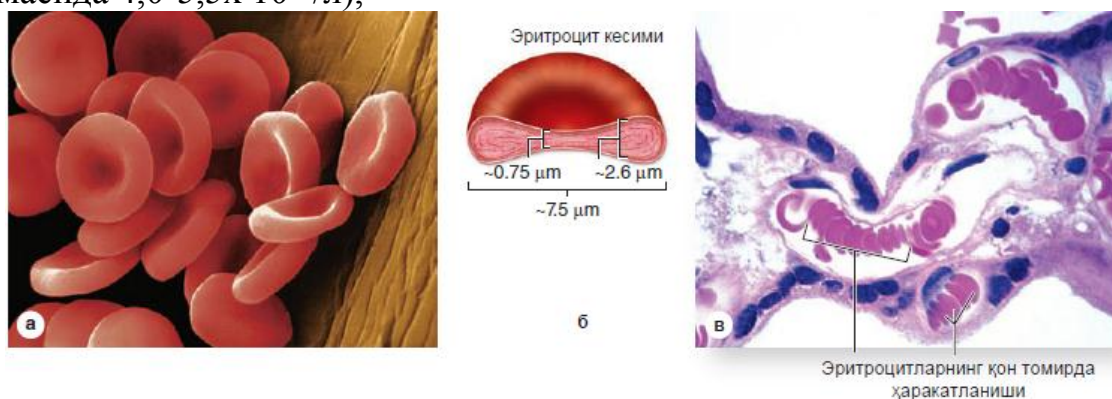 Эритроцит кесими
~0.75 µm ~2.6 µm
~7.5 µm
а
б
в
Эритроцитларнинг қон томирда
ҳаракатланиши